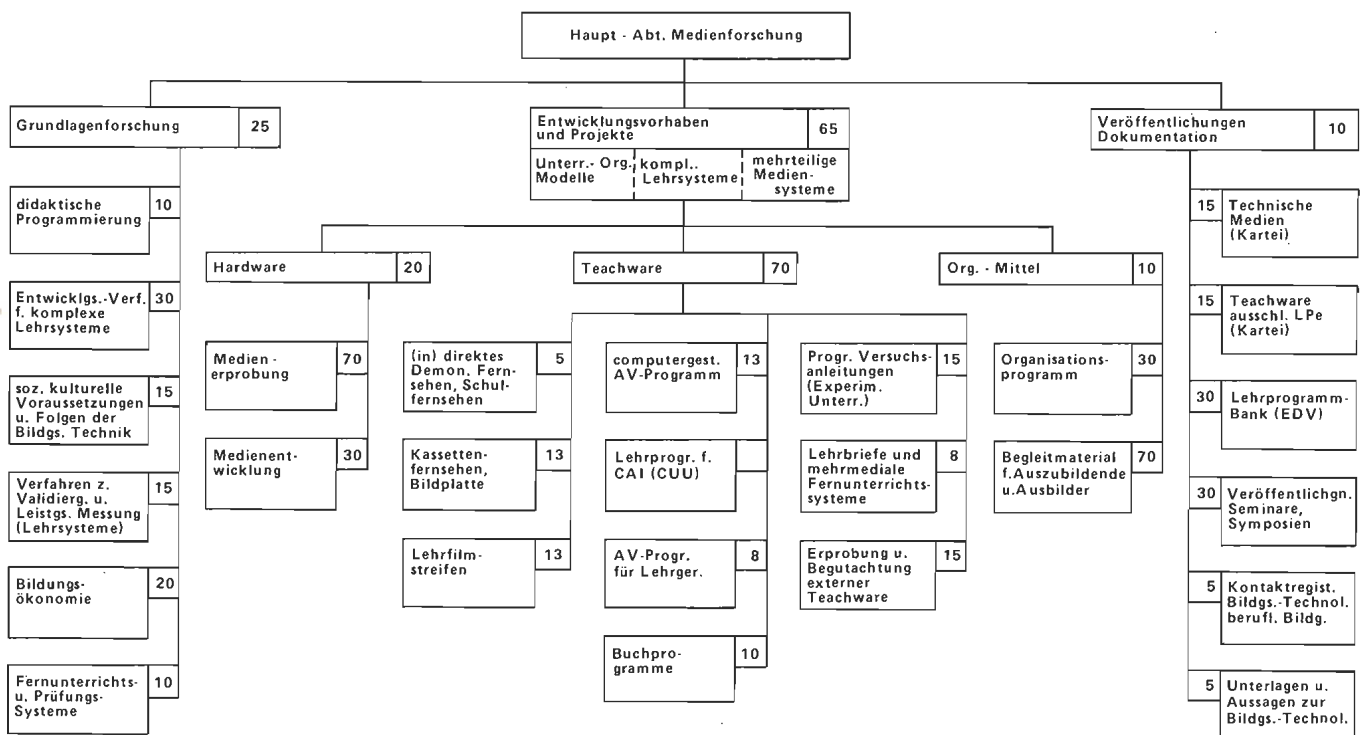 Haupt - Abt. Medienforschung
Grundlagenforschung 25
Entwicklungsvorhaben
und Projekte
65
Unterr.- Org.
Modelle
kompl..
Lehrsysteme
mehrteilige
Medien-
systeme
Veröffentlichungen
Dokumentation
10
didaktische
Programmierung
10
Entwicklgs.-Verf.
f. komplexe
Lehrsysteme
30
soz. kulturelle
Voraussetzungen
u. Folgen der
Bildgs. Technik
15
Verfahren z.
Validierg. u.
Leistgs. Messung
(Lehrsysteme)
15
Bildungs-
ökonomie
20
Fernunterrichts-
u. Prüfungs-
Systeme
10
Hardware 20
Medien -
erprobung
70
Medienent-
wicklung
30
Teachware 70
(in) direktes
Demon. Fern-
sehen, Schul-
fernsehen
5
Kassetten-
fernsehen,
Bildplatte
13
Lehrfilm-
streifen
13
computergest.
AV-Programm
13
Lehrprogr. f.
CAI (CUU)
AV-Progr.
für Lehrger.
8
Buchpro-
gramme
10
Progr. Versuchs-
anleitungen
(Experim.
Unterr.)
15
Lehrbriefe und
mehrmediale
Fernunterrichts-
systeme
8
Erprobung u.
Begutachtung
externer
Teachware
15
Org. - Mittel 10
Organisations-
programm
30
Begleitmaterial
f. Auszubildende
u. Ausbilder
70
15
Technische
Medien
(Kartei)
15
Teachware
ausschl. LPe
(Kartei)
30
Lehrprogramm-
Bank (EDV)
30
Veröffentlichgn.
Seminare,
Symposien
5
Kontaktregist.
Bildgs.-Technol.
berufl. Bildg.
5
Unterlagen u.
Aussagen zur
Bildgs.-Technol.